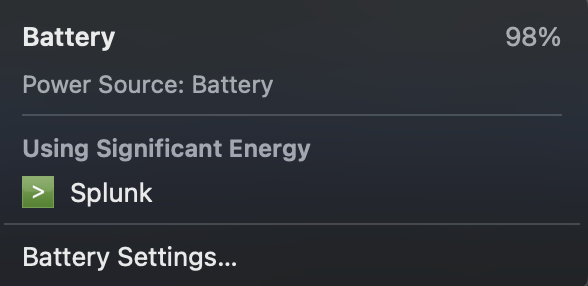 Battery 98%
Power Source: Battery
Using Significant Energy
> Splunk
Battery Settings...